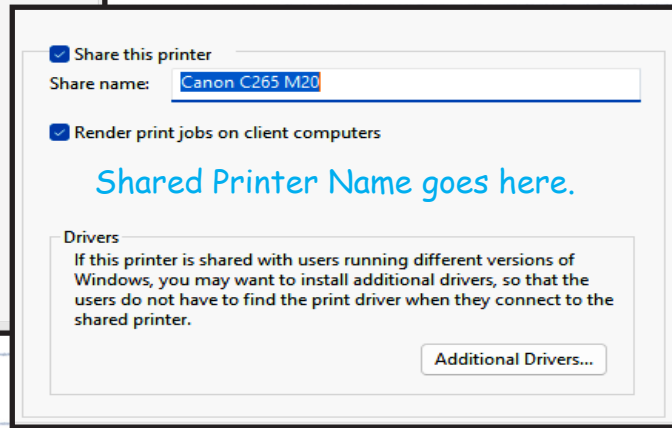 Share this printer
Share name: Canon C265 M20
Render print jobs on client computers
Shared Printer Name goes here.
Drivers
If this printer is shared with users running different versions of
Windows, you may want to install additional drivers, so that the
users do not have to find the print driver when they connect to the
shared printer.
Additional Drivers...